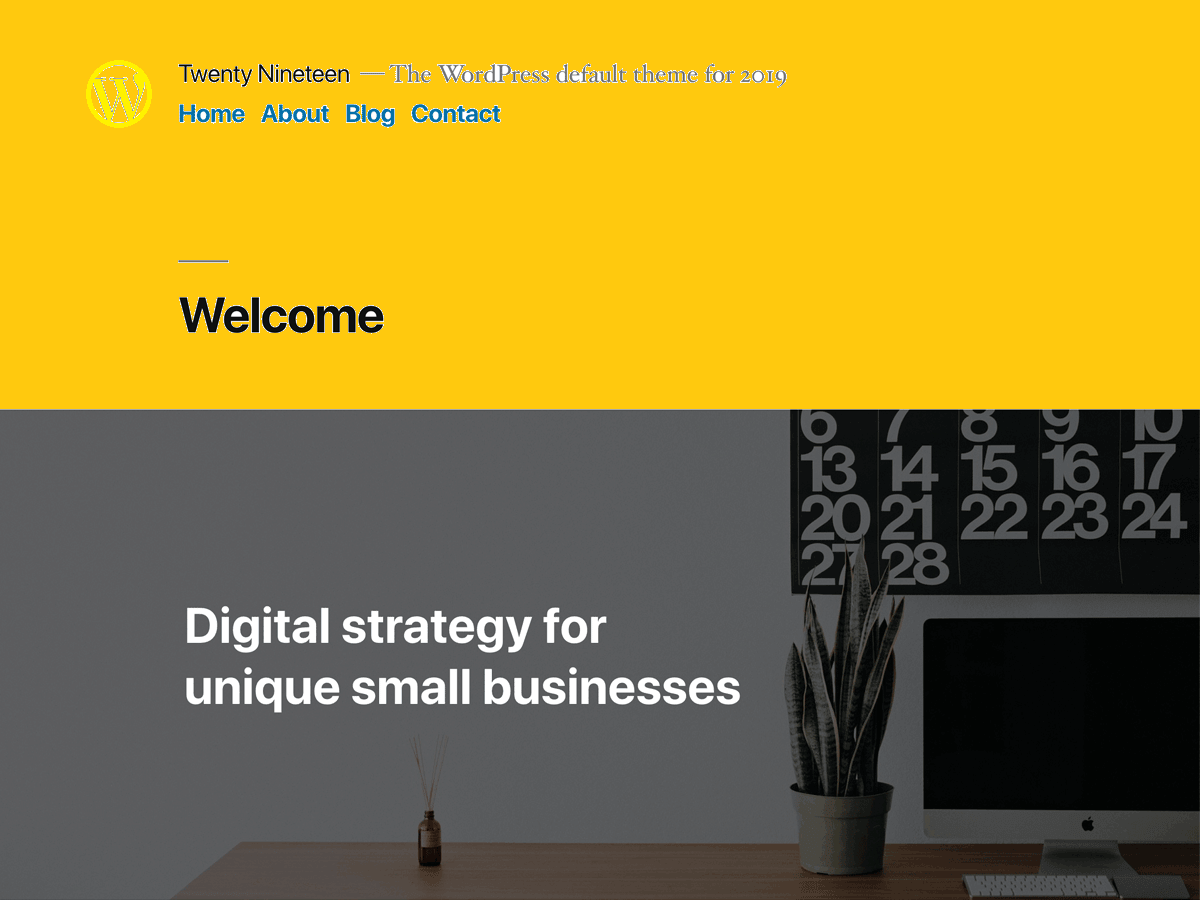 Twenty Nineteen — The WordPress default theme for 2019
Home About Blog Contact
Welcome
6 7 8 9 10
13 14 15 16 17
20 21 22 23 24
27 28
Digital strategy for
unique small businesses